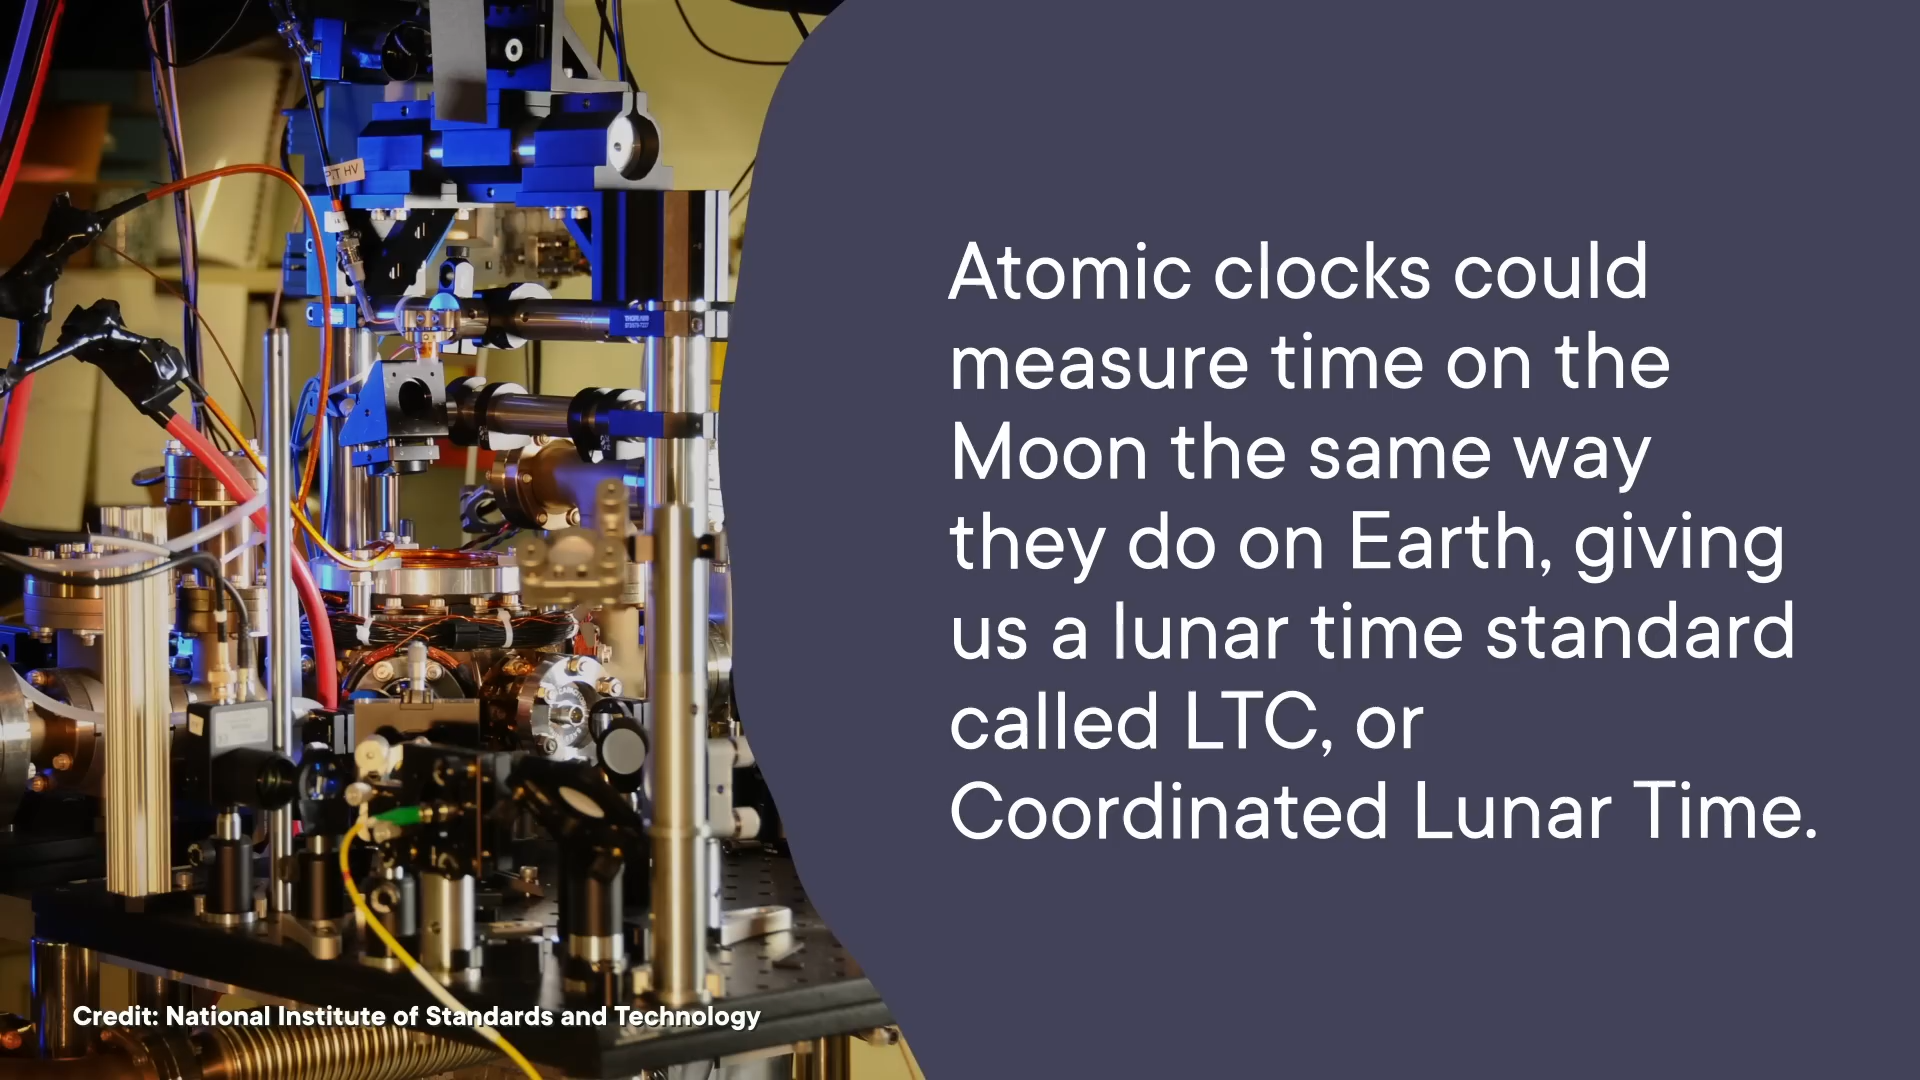 P,T HV
Atomic clocks could
measure time on the
Moon the same way
they do on Earth, giving
us a lunar time standard
called LTC, or
Coordinated Lunar Time.
Credit: National Institute of Standards and Technology